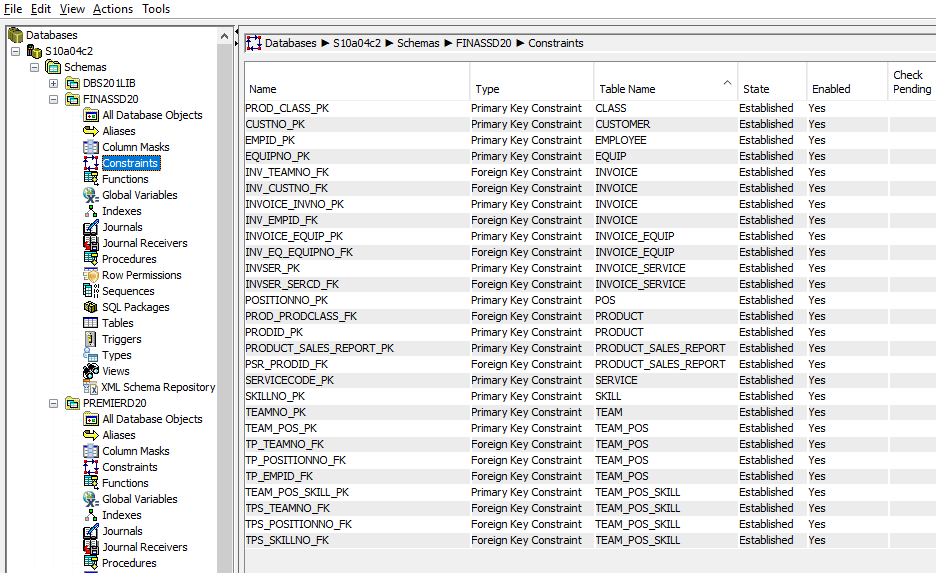 File Edit View Actions Tools
Databases
S10a04c2
Schemas
DBS201LIB
FINASSD20
All Database Objects
Aliases
Column Masks
Constraints
Functions
Global Variables
Indexes
Journals
Journal Receivers
Procedures
Row Permissions
Sequences
SQL Packages
Tables
Triggers
Types
Views
XML Schema Repository
PREMIERD20
All Database Objects
Aliases
Column Masks
Constraints
Functions
Global Variables
Indexes
Journals
Journal Receivers
Procedures
Databases ▶ S10a04c2 ▶ Schemas ▶ FINASSD20 ▶ Constraints
Name Type Table Name State Enabled Check Pending
PROD_CLASS_PK Primary Key Constraint CLASS Established Yes
CUSTNO_PK Primary Key Constraint CUSTOMER Established Yes
EMPID_PK Primary Key Constraint EMPLOYEE Established Yes
EQUIPNO_PK Primary Key Constraint EQUIP Established Yes
INV_TEAMNO_FK Foreign Key Constraint INVOICE Established Yes
INV_CUSTNO_FK Foreign Key Constraint INVOICE Established Yes
INVOICE_INVNO_PK Primary Key Constraint INVOICE Established Yes
INV_EMPID_FK Foreign Key Constraint INVOICE Established Yes
INVOICE_EQUIP_PK Primary Key Constraint INVOICE_EQUIP Established Yes
INV_EQ_EQUIPNO_FK Foreign Key Constraint INVOICE_EQUIP Established Yes
INVSER_PK Primary Key Constraint INVOICE_SERVICE Established Yes
INVSER_SERCD_FK Foreign Key Constraint INVOICE_SERVICE Established Yes
POSITIONNO_PK Primary Key Constraint POS Established Yes
PROD_PRODCLASS_FK Foreign Key Constraint PRODUCT Established Yes
PRODID_PK Primary Key Constraint PRODUCT Established Yes
PRODUCT_SALES_REPORT_PK Primary Key Constraint PRODUCT_SALES_REPORT Established Yes
PSR_PRODID_FK Foreign Key Constraint PRODUCT_SALES_REPORT Established Yes
SERVICECODE_PK Primary Key Constraint SERVICE Established Yes
SKILLNO_PK Primary Key Constraint SKILL Established Yes
TEAMNO_PK Primary Key Constraint TEAM Established Yes
TEAM_POS_PK Primary Key Constraint TEAM_POS Established Yes
TP_TEAMNO_FK Foreign Key Constraint TEAM_POS Established Yes
TP_POSITIONNO_FK Foreign Key Constraint TEAM_POS Established Yes
TP_EMPID_FK Foreign Key Constraint TEAM_POS Established Yes
TEAM_POS_SKILL_PK Primary Key Constraint TEAM_POS_SKILL Established Yes
TPS_TEAMNO_FK Foreign Key Constraint TEAM_POS_SKILL Established Yes
TPS_POSITIONNO_FK Foreign Key Constraint TEAM_POS_SKILL Established Yes
TPS_SKILLNO_FK Foreign Key Constraint TEAM_POS_SKILL Established Yes